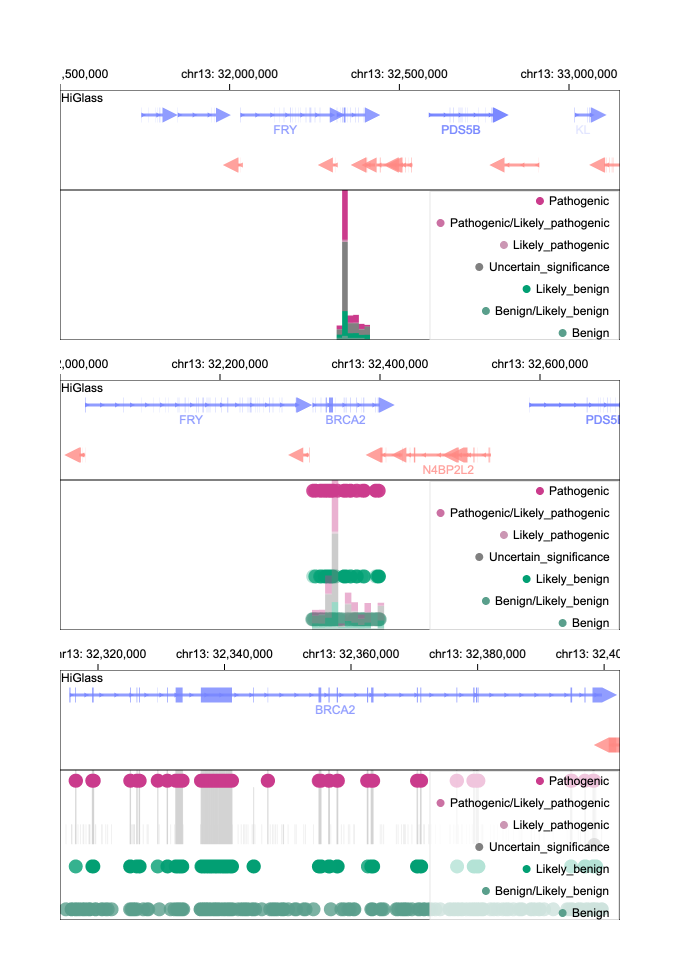 ,500,000 chr13: 32,000,000 chr13: 32,500,000 chr13: 33,000,000
HiGlass
FRY PDS5B KL
Pathogenic
Pathogenic/Likely_pathogenic
Likely_pathogenic
Uncertain_significance
Likely_benign
Benign/Likely_benign
Benign
:,000,000 chr13: 32,200,000 chr13: 32,400,000 chr13: 32,600,000
HiGlass
FRY BRCA2 PDS5
N4BP2L2
Pathogenic
Pathogenic/Likely_pathogenic
Likely_pathogenic
Uncertain_significance
Likely_benign
Benign/Likely_benign
Benign
r13: 32,320,000 chr13: 32,340,000 chr13: 32,360,000 chr13: 32,380,000 chr13: 32,40
HiGlass
BRCA2
Pathogenic
Pathogenic/Likely_pathogenic
Likely_pathogenic
Uncertain_significance
Likely_benign
Benign/Likely_benign
Benign